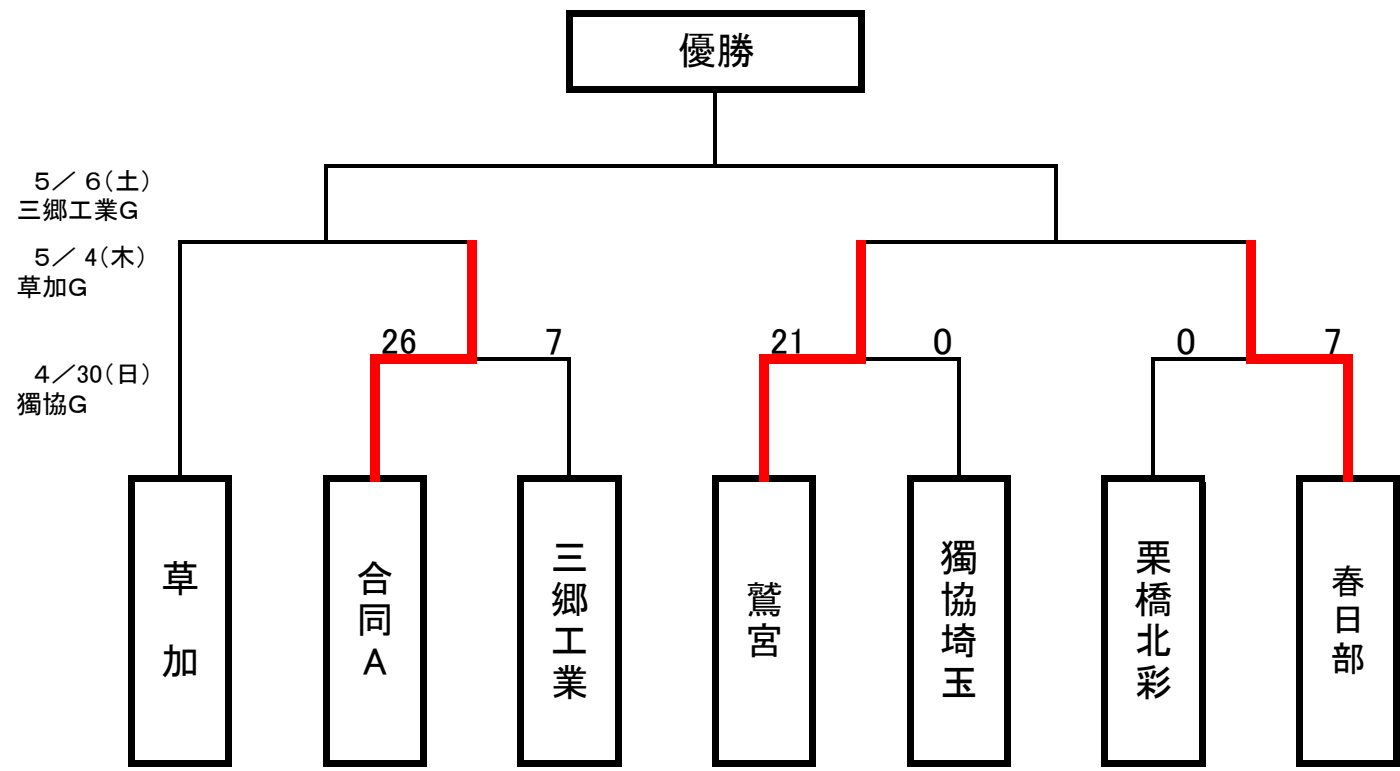 優勝
５／ ６(土)
三郷工業G
５／ ４(木)
草加G
26 7 21 0 0 7
４／３０(日)
獨協G
草加
合同A
三郷工業
鷲宮
獨協埼玉
栗橋北彩
春日部